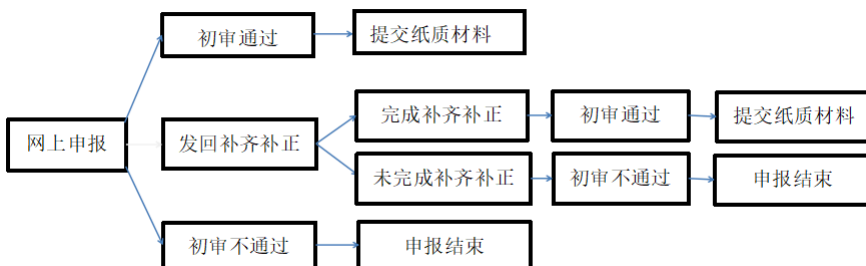 初审通过
提交纸质材料
网上申报
发回补齐补正
完成补齐补正
初审通过
提交纸质材料
未完成补齐补正
初审不通过
申报结束
初审不通过
申报结束